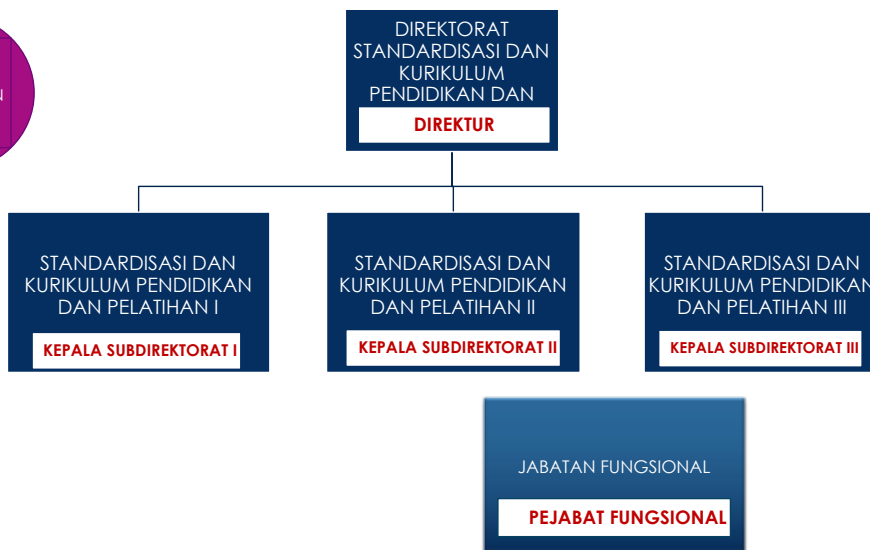 N
DIREKTORAT
STANDARDISASI DAN
KURIKULUM
PENDIDIKAN DAN
DIREKTUR
STANDARDISASI DAN
KURIKULUM PENDIDIKAN
DAN PELATIHAN I
KEPALA SUBDIREKTORAT I
STANDARDISASI DAN
KURIKULUM PENDIDIKAN
DAN PELATIHAN II
KEPALA SUBDIREKTORAT II
STANDARDISASI DAN
KURIKULUM PENDIDIKAN
DAN PELATIHAN III
KEPALA SUBDIREKTORAT III
JABATAN FUNGSIONAL
PEJABAT FUNGSIONAL